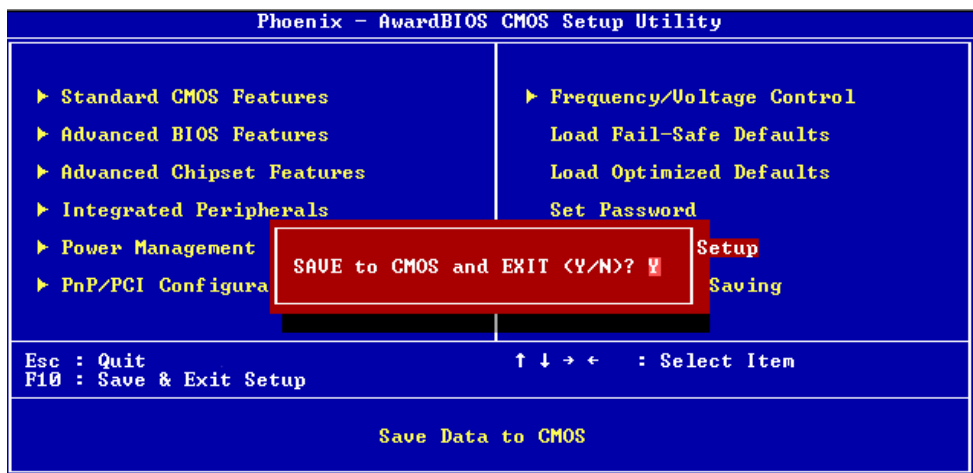 Phoenix - AwardBIOS CMOS Setup Utility
▶ Standard CMOS Features
▶ Advanced BIOS Features
▶ Advanced Chipset Features
▶ Integrated Peripherals
▶ Power Management
▶ PnP/PCI Configura
▶ Frequency/Voltage Control
Load Fail-Safe Defaults
Load Optimized Defaults
Set Password
Setup
Saving
SAVE to CMOS and EXIT (Y/N)? Y
Esc : Quit
F10 : Save & Exit Setup
↑ ↓ → ← : Select Item
Save Data to CMOS